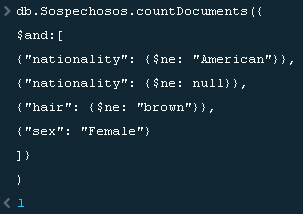 > db.Sospechosos.countDocuments({
$and:[
{"nationality": {$ne: "American"}},
{"nationality": {$ne: null}},
{"hair": {$ne: "brown"}},
{"sex": "Female"}
]}
)
< 1